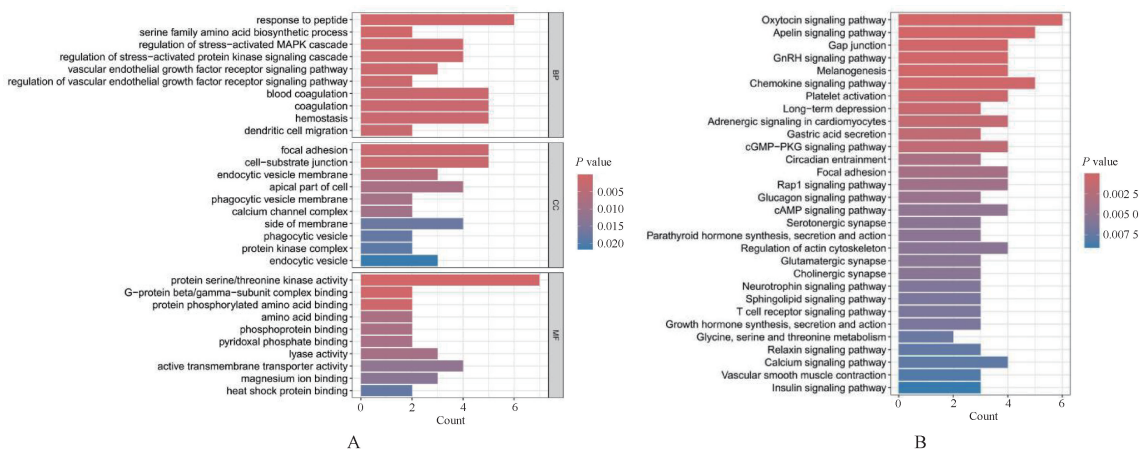 response to peptide
serine family amino acid biosynthetic process
regulation of stress-activated MAPK cascade
regulation of stress-activated protein kinase signaling cascade
vascular endothelial growth factor receptor signaling pathway
regulation of vascular endothelial growth factor receptor signaling pathway
blood coagulation
coagulation
hemostasis
dendritic cell migration
BP
focal adhesion
cell-substrate junction
endocytic vesicle membrane
apical part of cell
phagocytic vesicle membrane
calcium channel complex
side of membrane
phagocytic vesicle
protein kinase complex
endocytic vesicle
CC
protein serine/threonine kinase activity
G-protein beta/gamma-subunit complex binding
protein phosphorylated amino acid binding
amino acid binding
phosphoprotein binding
pyridoxal phosphate binding
lyase activity
active transmembrane transporter activity
magnesium ion binding
heat shock protein binding
MF
0 2 4 6
Count
P value
0.005
0.010
0.015
0.020
A
Oxytocin signaling pathway
Apelin signaling pathway
Gap junction
GnRH signaling pathway
Melanogenesis
Chemokine signaling pathway
Platelet activation
Long-term depression
Adrenergic signaling in cardiomyocytes
Gastric acid secretion
cGMP-PKG signaling pathway
Circadian entrainment
Focal adhesion
Rap1 signaling pathway
Glucagon signaling pathway
cAMP signaling pathway
Serotonergic synapse
Parathyroid hormone synthesis, secretion and action
Regulation of actin cytoskeleton
Glutamatergic synapse
Cholinergic synapse
Neurotrophin signaling pathway
Sphingolipid signaling pathway
T cell receptor signaling pathway
Growth hormone synthesis, secretion and action
Glycine, serine and threonine metabolism
Relaxin signaling pathway
Calcium signaling pathway
Vascular smooth muscle contraction
Insulin signaling pathway
0 2 4 6
Count
P value
0.002 5
0.005 0
0.007 5
B